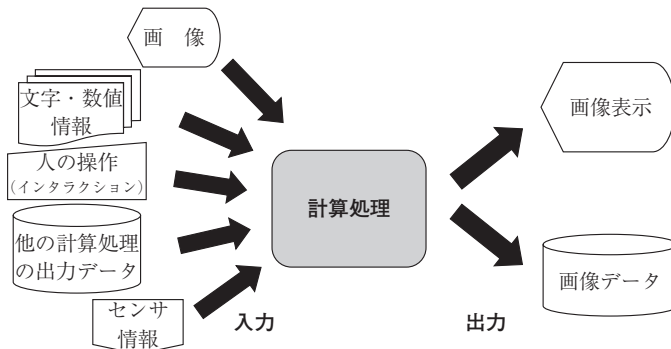 画　像
文字・数値
情報
人の操作
（インタラクション）
他の計算処理
の出力データ
センサ
情報
入力
計算処理
出力
画像表示
画像データ